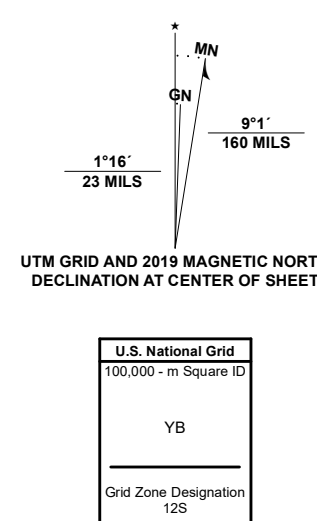 ★
MN
GN
9°1´
160 MILS
1°16´
23 MILS
UTM GRID AND 2019 MAGNETIC NORT
DECLINATION AT CENTER OF SHEET
U.S. National Grid
100,000 - m Square ID
YB
Grid Zone Designation
12S